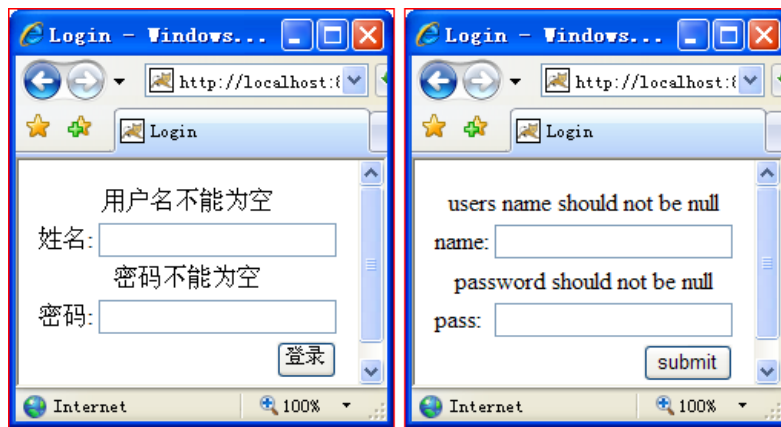 Login - Windows...
http://localhost:8
Login
用户名不能为空
姓名:
密码不能为空
密码:
登录
Internet 100%
Login - Windows...
http://localhost:8
Login
users name should not be null
name:
password should not be null
pass:
submit
Internet 100%